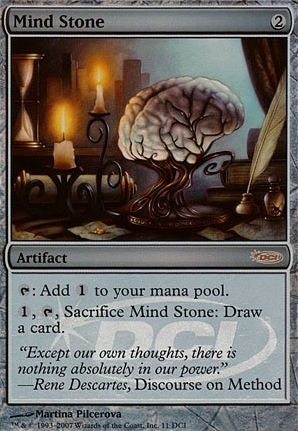 Mind Stone 2
DCI
Artifact
: Add 1 to your mana pool.
1, , Sacrifice Mind Stone: Draw
a card.
DCI
“Except our own thoughts, there is
nothing absolutely in our power.”
—Rene Descartes, Discourse on Method
Martina Pilcerova
™ & © 1993-2007 Wizards of the Coast, Inc. 11 DCI